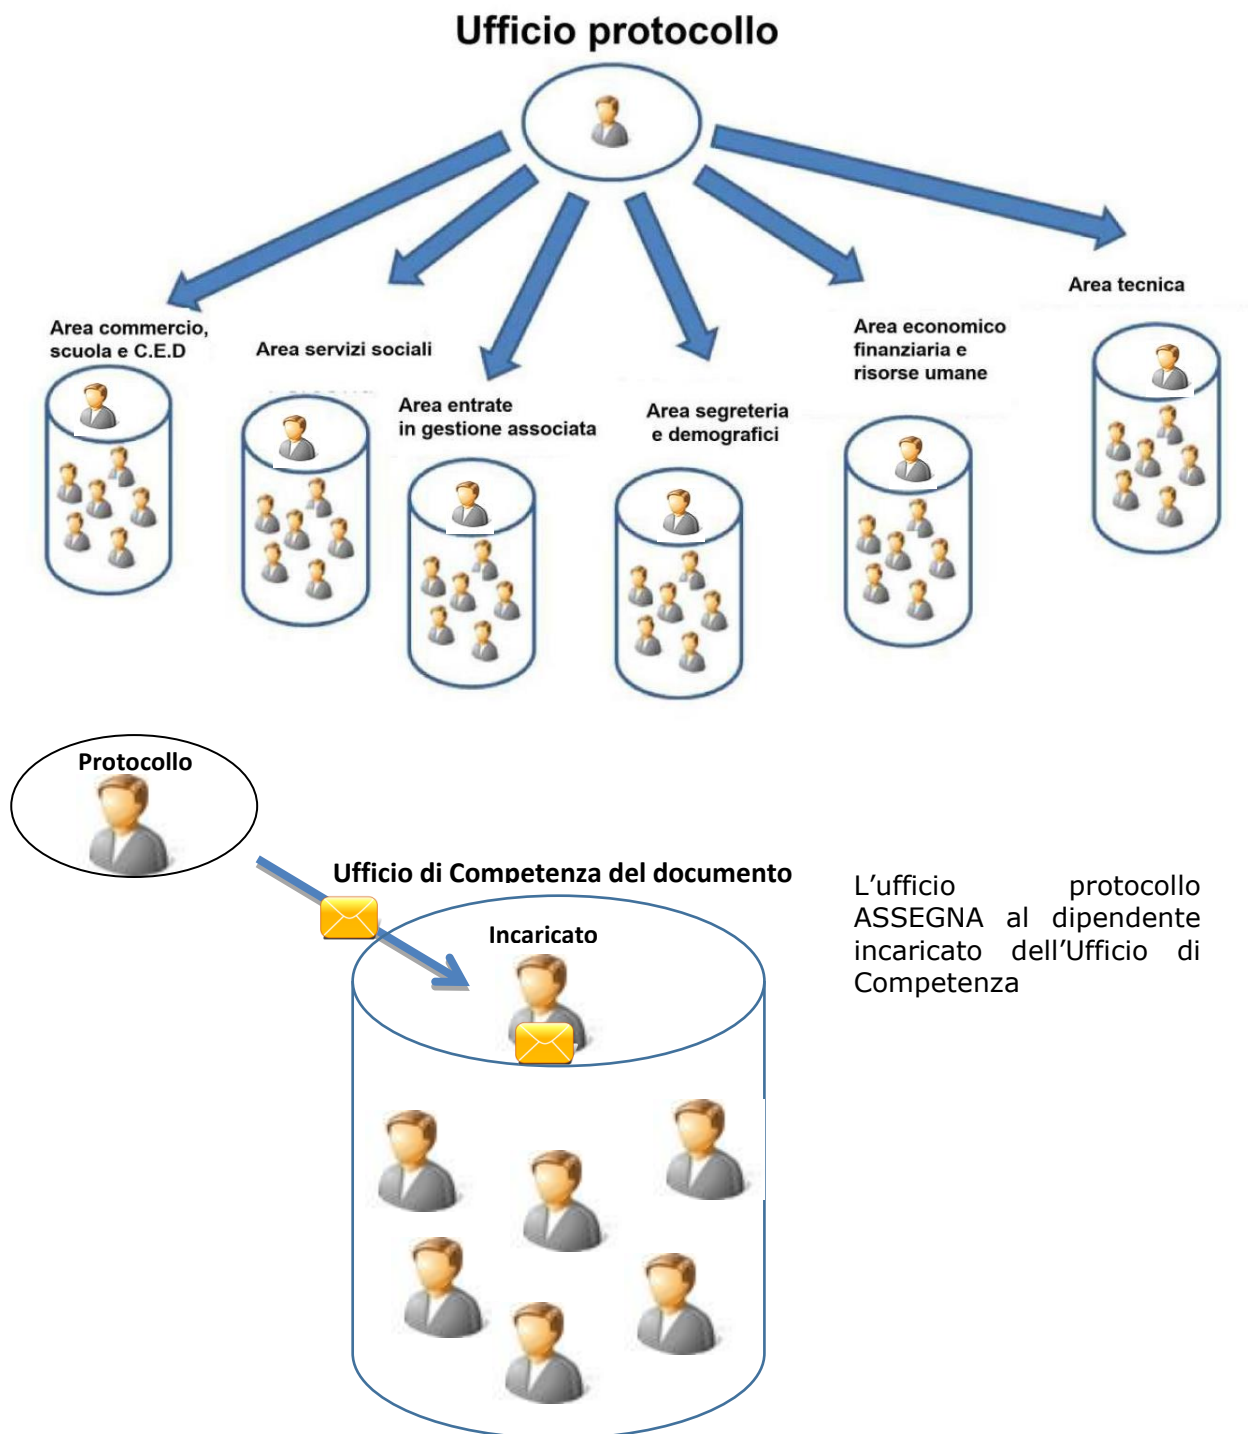 Ufficio protocollo
Area commercio,
scuola e C.E.D
Area servizi sociali
Area entrate
in gestione associata
Area segreteria
e demografici
Area economico
finanziaria e
risorse umane
Area tecnica
Protocollo
Ufficio di Competenza del documento
Incaricato
L'ufficio protocollo
ASSEGNA al dipendente
incaricato dell'Ufficio di
Competenza